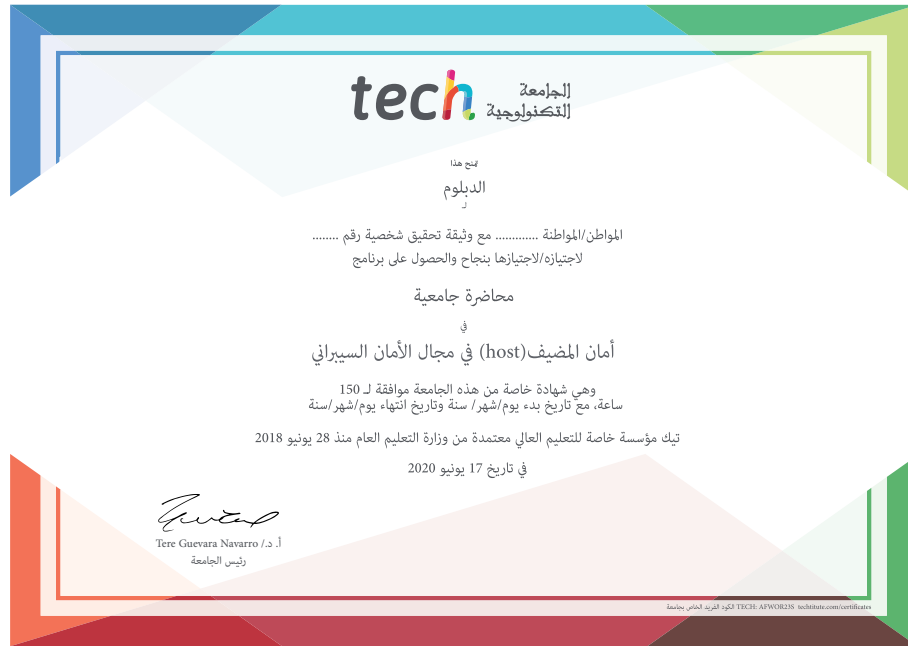 tech
الجامعة
التكنولوجية
يمنح هذا
الدبلوم
لـ
المواطن/المواطنة ............. مع وثيقة تحقيق شخصية رقم ........
لاجتيازه/لاجتيازها بنجاح والحصول على برنامج
محاضرة جامعية
في
أمان المضيف(host) في مجال الأمان السيبراني
وهي شهادة خاصة من هذه الجامعة موافقة لـ 150
ساعة، مع تاريخ بدء يوم/شهر/ سنة وتاريخ انتهاء يوم/شهر/سنة
تيك مؤسسة خاصة للتعليم العالي معتمدة من وزارة التعليم العام منذ 28 يونيو 2018
في تاريخ 17 يونيو 2020
أ. د./ Tere Guevara Navarro
رئيس الجامعة
الكود الفريد الخاص بجامعة TECH: AFWOR23S techtitute.com/certificates